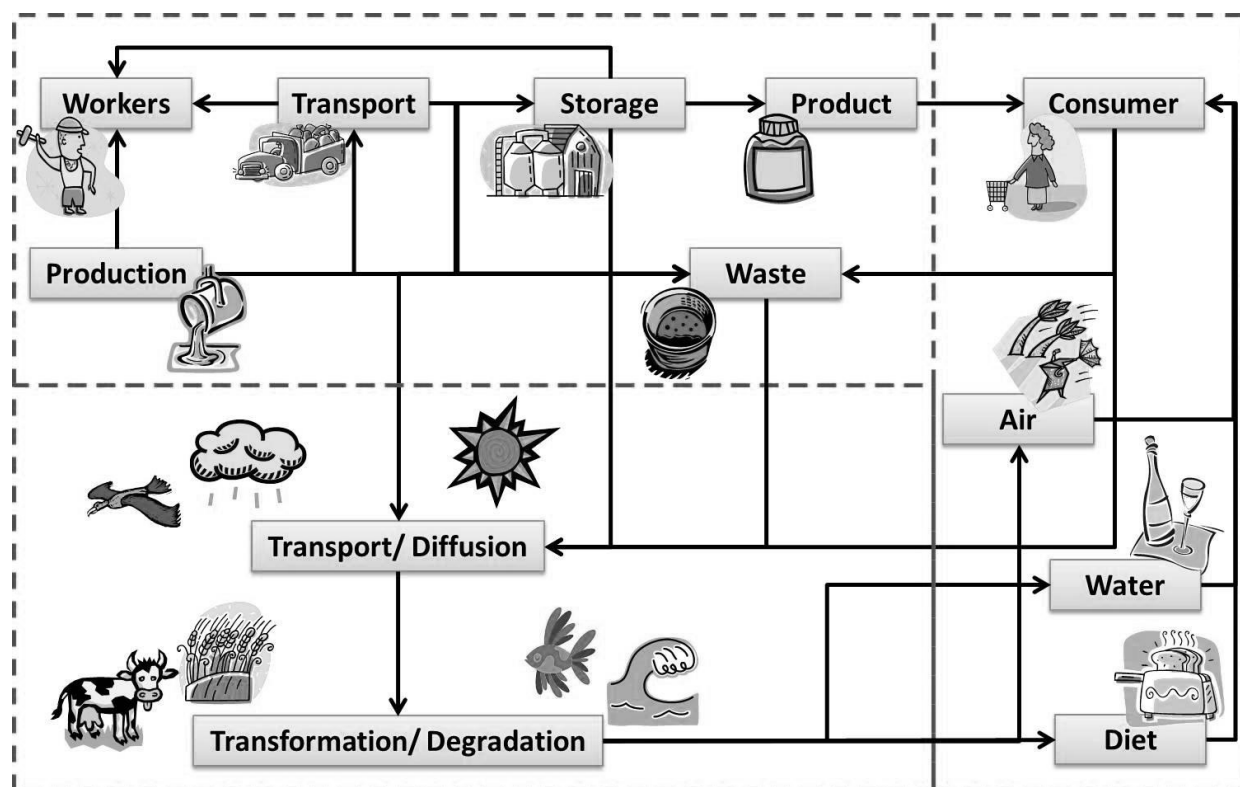 Workers
Transport
Storage
Product
Consumer
Production
Waste
Air
Transport/ Diffusion
Water
Transformation/ Degradation
Diet